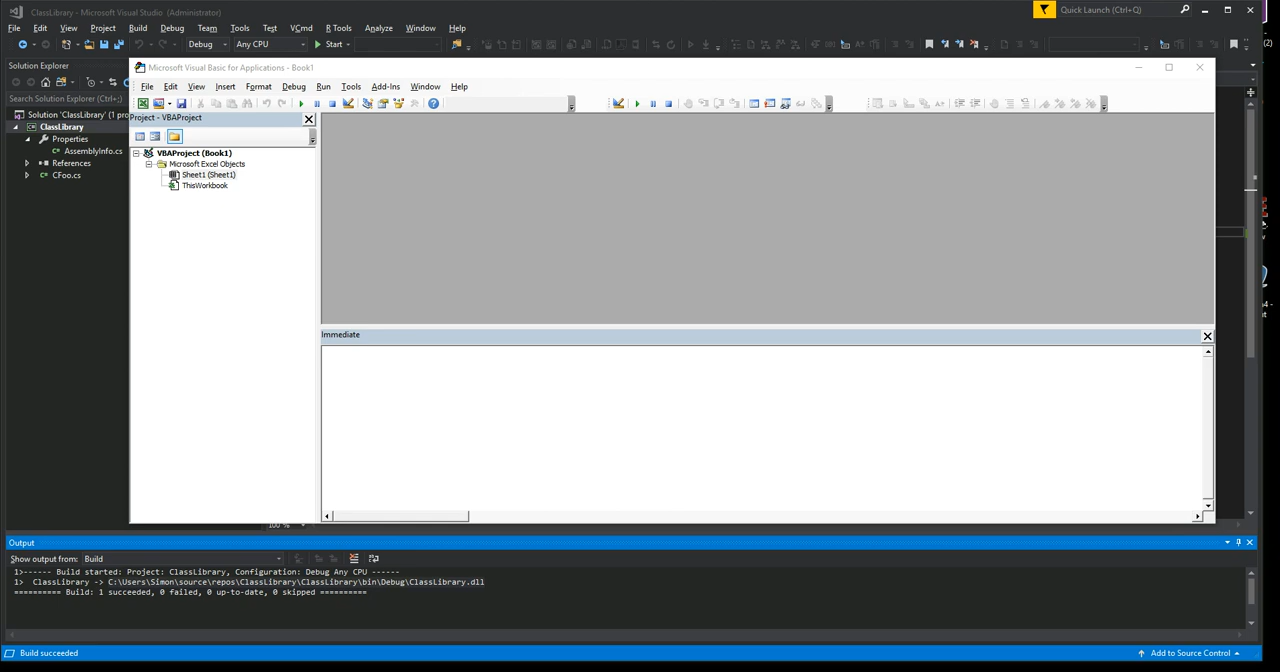 ClassLibrary - Microsoft Visual Studio (Administrator)
Quick Launch (Ctrl+Q)
File Edit View Project Build Debug Team Tools Test VCmd R Tools Analyze Window Help
Debug Any CPU Start
Solution Explorer
Search Solution Explorer (Ctrl+;)
Solution 'ClassLibrary' (1 pro
ClassLibrary
Properties
AssemblyInfo.cs
References
CFoo.cs
Microsoft Visual Basic for Applications - Book1
File Edit View Insert Format Debug Run Tools Add-Ins Window Help
Project - VBAProject
VBAProject (Book1)
Microsoft Excel Objects
Sheet1 (Sheet1)
ThisWorkbook
Immediate
100 %
Output
Show output from: Build
1>------ Build started: Project: ClassLibrary, Configuration: Debug Any CPU ------
1> ClassLibrary -> C:\Users\Simon\source\repos\ClassLibrary\ClassLibrary\bin\Debug\ClassLibrary.dll
========== Build: 1 succeeded, 0 failed, 0 up-to-date, 0 skipped ==========
Build succeeded
Add to Source Control
(2)